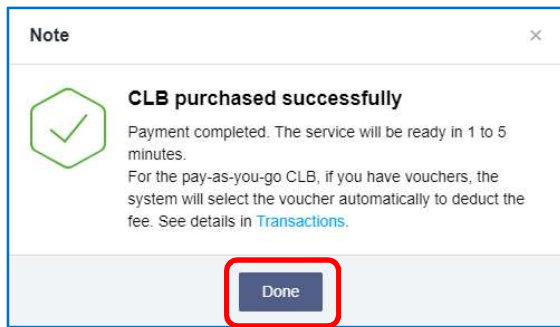 Note
CLB purchased successfully
Payment completed. The service will be ready in 1 to 5
minutes.
For the pay-as-you-go CLB, if you have vouchers, the
system will select the voucher automatically to deduct the
fee. See details in Transactions.
Done